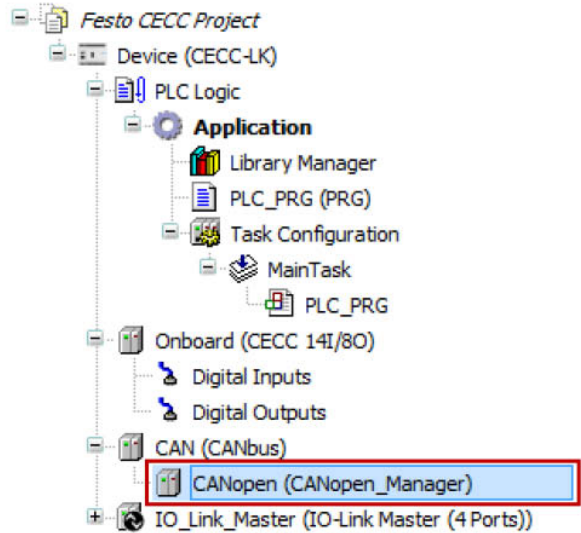 Festo CECC Project
Device (CECC-LK)
PLC Logic
Application
Library Manager
PLC_PRG (PRG)
Task Configuration
MainTask
PLC_PRG
Onboard (CECC 14I/8O)
Digital Inputs
Digital Outputs
CAN (CANbus)
CANopen (CANopen_Manager)
IO_Link_Master (IO-Link Master (4 Ports))